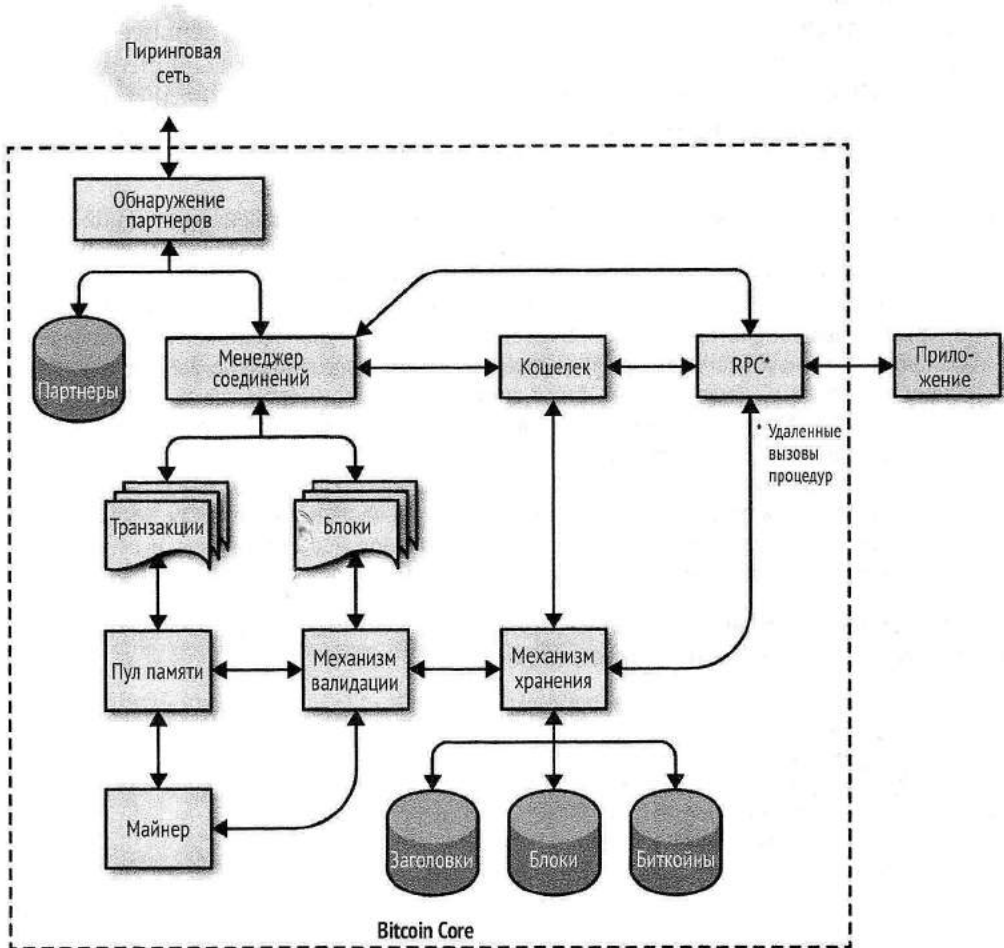 Пиринговая
сеть
Обнаружение
партнеров
Партнеры
Менеджер
соединений
Кошелек
RPC*
Прило-
жение
* Удаленные
вызовы
процедур
Транзакции
Блоки
Пул памяти
Механизм
валидации
Механизм
хранения
Майнер
Заголовки
Блоки
Биткойны
Bitcoin Core